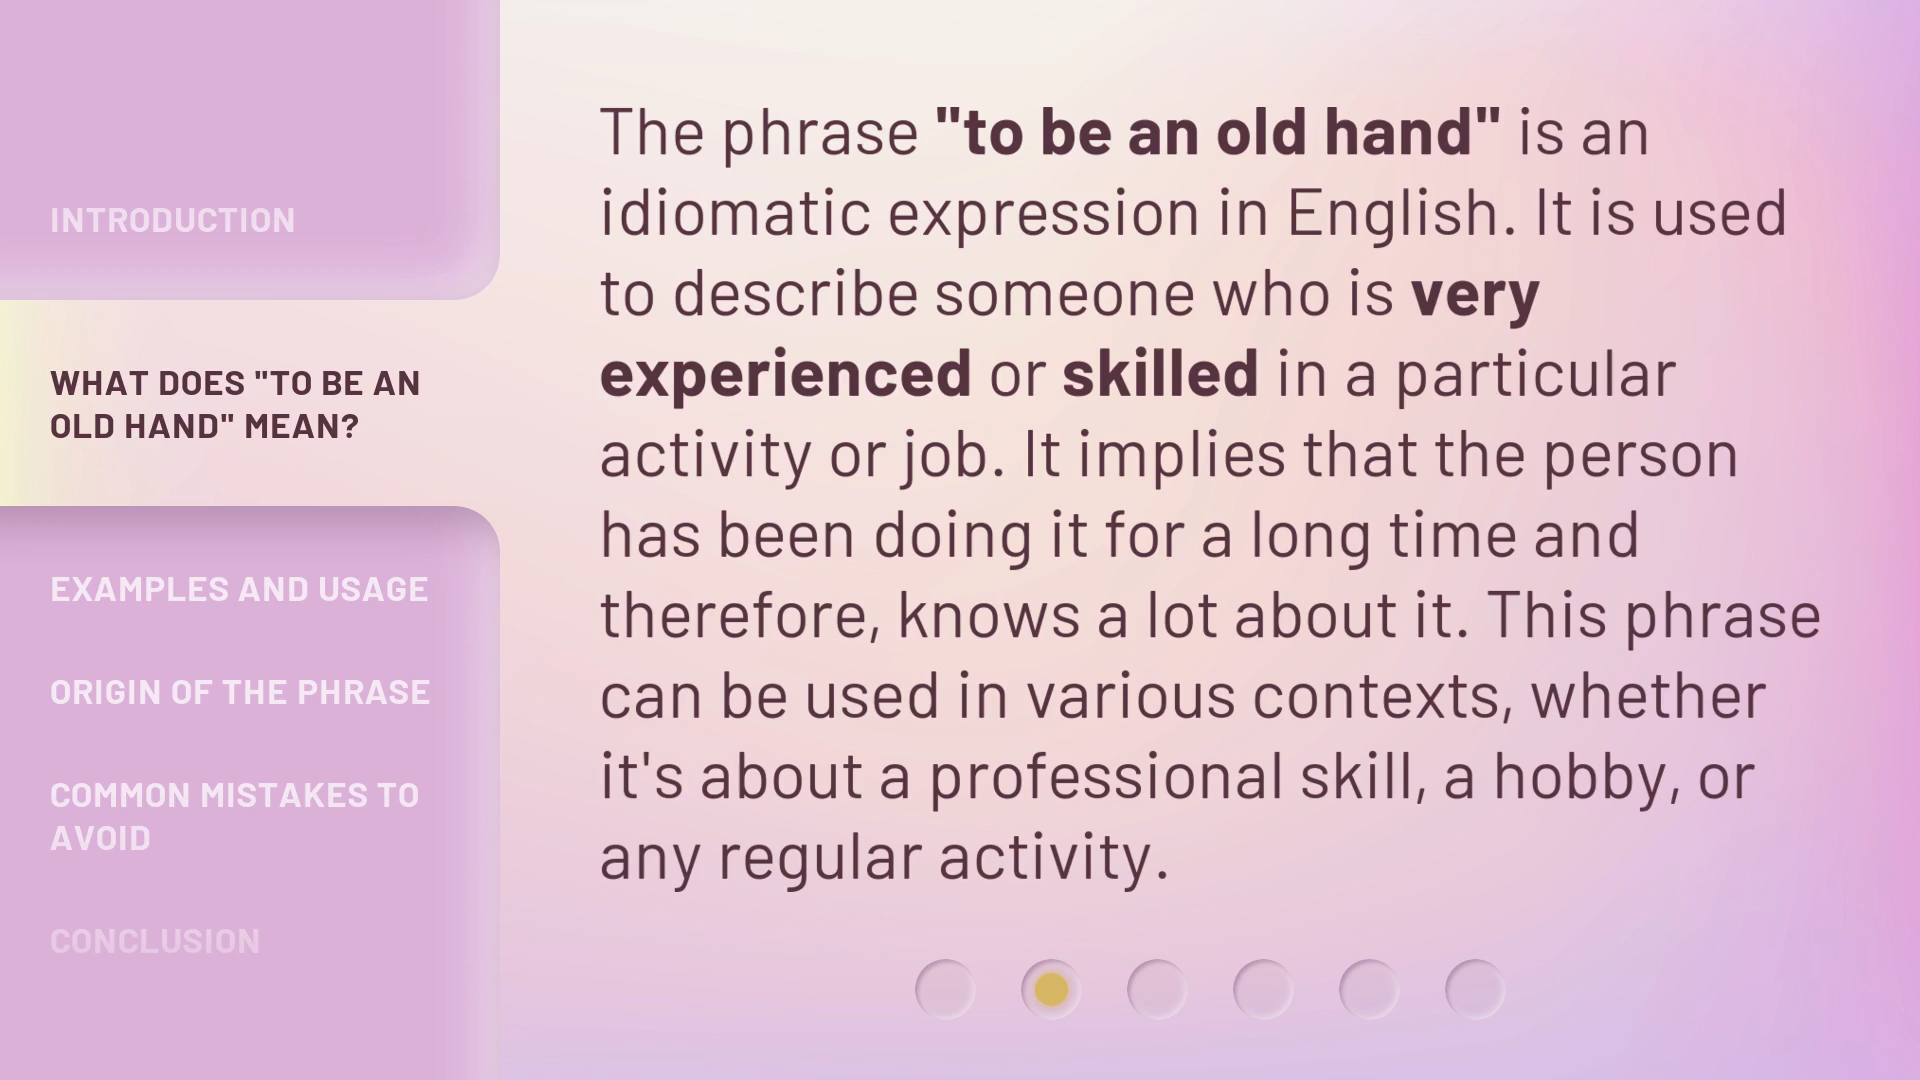 INTRODUCTION
WHAT DOES "TO BE AN
OLD HAND" MEAN?
EXAMPLES AND USAGE
ORIGIN OF THE PHRASE
COMMON MISTAKES TO
AVOID
CONCLUSION
The phrase "to be an old hand" is an
idiomatic expression in English. It is used
to describe someone who is very
experienced or skilled in a particular
activity or job. It implies that the person
has been doing it for a long time and
therefore, knows a lot about it. This phrase
can be used in various contexts, whether
it's about a professional skill, a hobby, or
any regular activity.